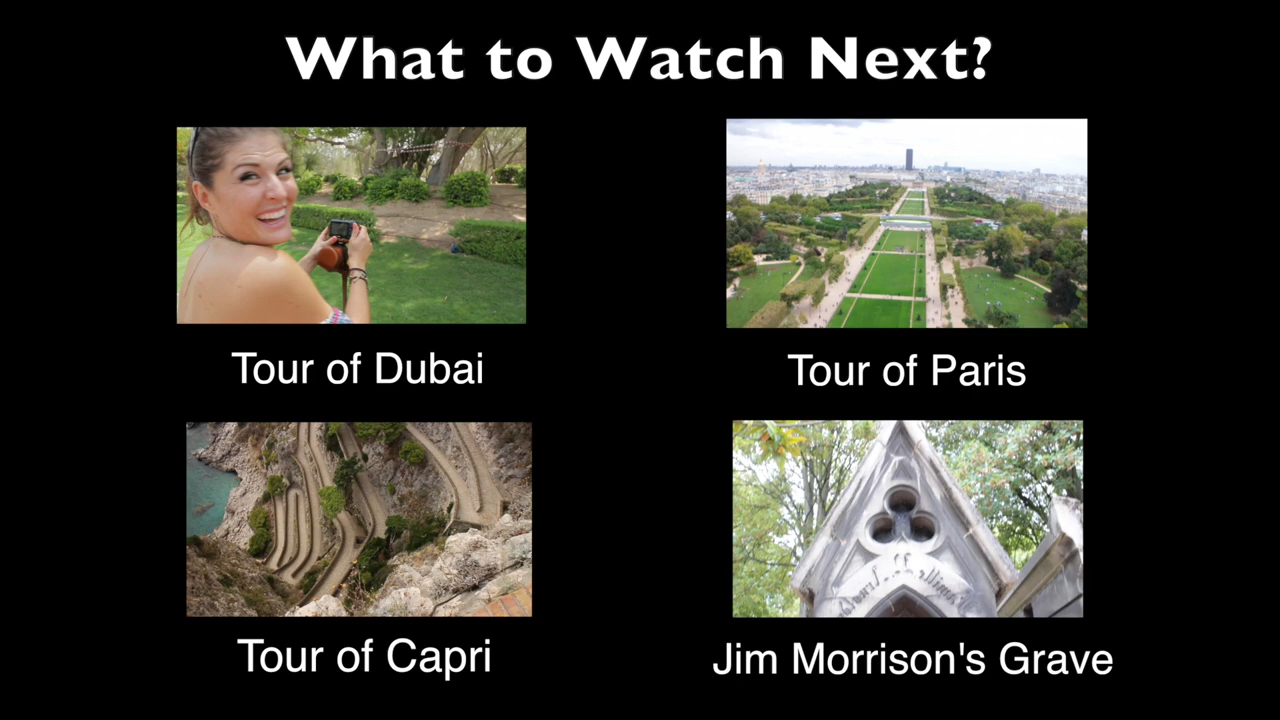 What to Watch Next?
Tour of Dubai
Tour of Paris
Tour of Capri
Jim Morrison's Grave